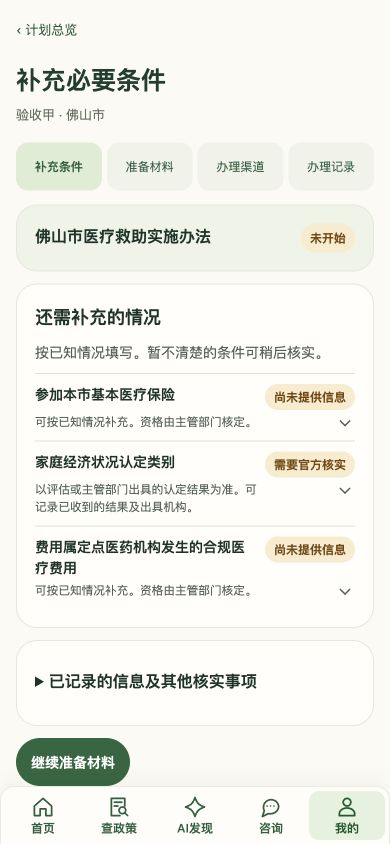 ‹ 计划总览
补充必要条件
验收甲 · 佛山市
补充条件
准备材料
办理渠道
办理记录
佛山市医疗救助实施办法
未开始
还需补充的情况
按已知情况填写。暂不清楚的条件可稍后核实。
参加本市基本医疗保险
尚未提供信息
可按已知情况补充。资格由主管部门核定。
家庭经济状况认定类别
需要官方核实
以评估或主管部门出具的认定结果为准。可
记录已收到的结果及出具机构。
费用属定点医药机构发生的合规医
疗费用
尚未提供信息
可按已知情况补充。资格由主管部门核定。
▶ 已记录的信息及其他核实事项
继续准备材料
首页
查政策
AI发现
咨询
我的